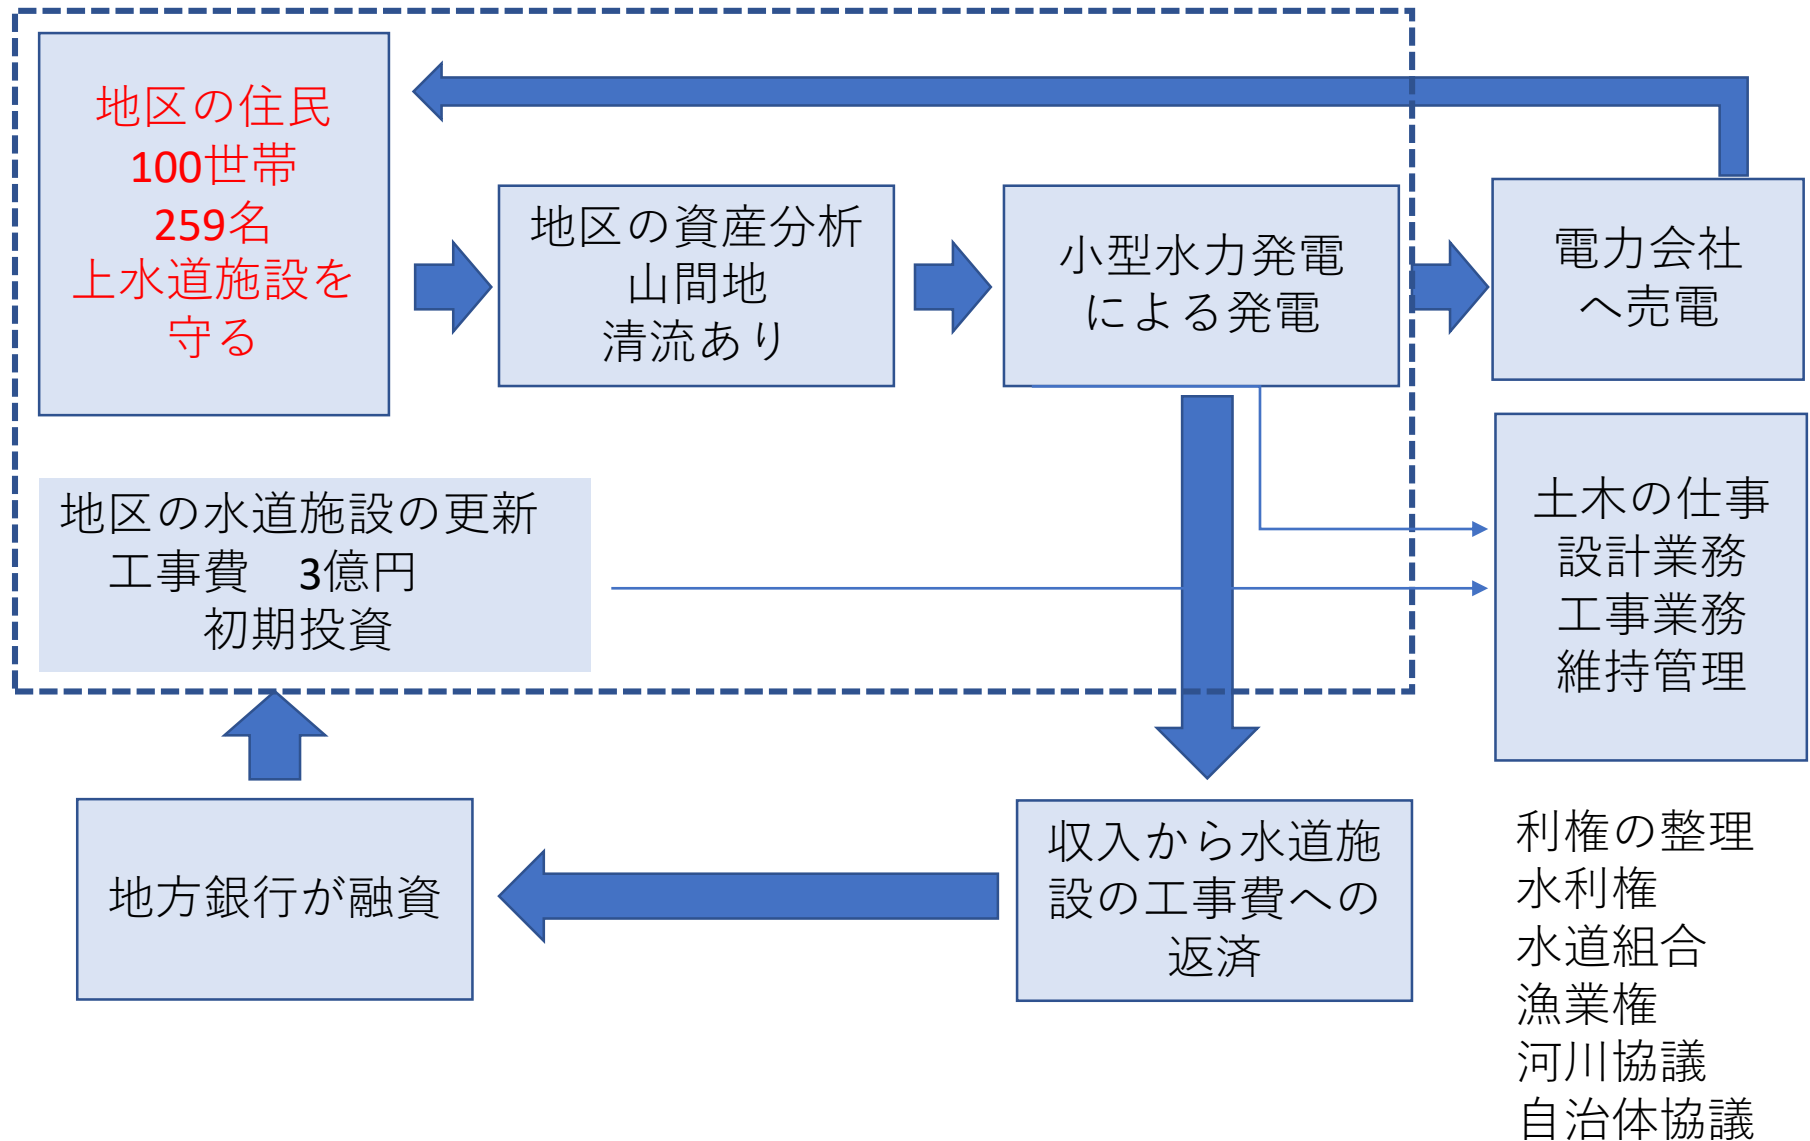 地区の住民
100世帯
259名
上水道施設を
守る
地区の資産分析
山間地
清流あり
小型水力発電
による発電
電力会社
へ売電
地区の水道施設の更新
工事費　3億円
初期投資
土木の仕事
設計業務
工事業務
維持管理
地方銀行が融資
収入から水道施
設の工事費への
返済
利権の整理
水利権
水道組合
漁業権
河川協議
自治体協議